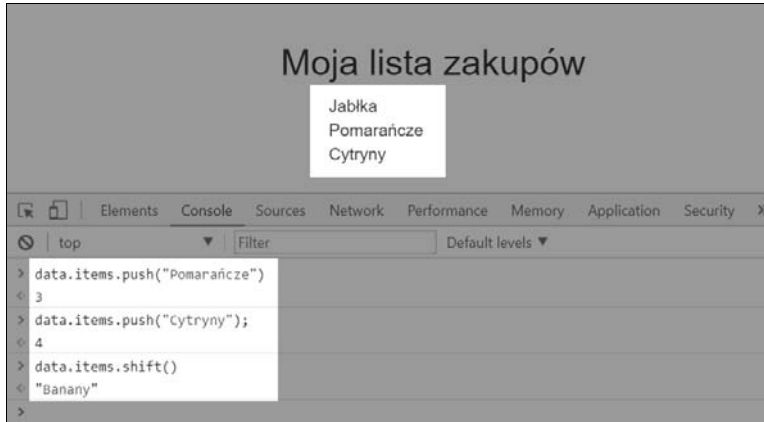 Moja lista zakupów
Jabłka
Pomarańcze
Cytryny
Elements Console Sources Network Performance Memory Application Security
top ▼ Filter Default levels ▼
> data.items.push("Pomarańcze")
3
> data.items.push("Cytryny");
4
> data.items.shift()
"Banany"
>